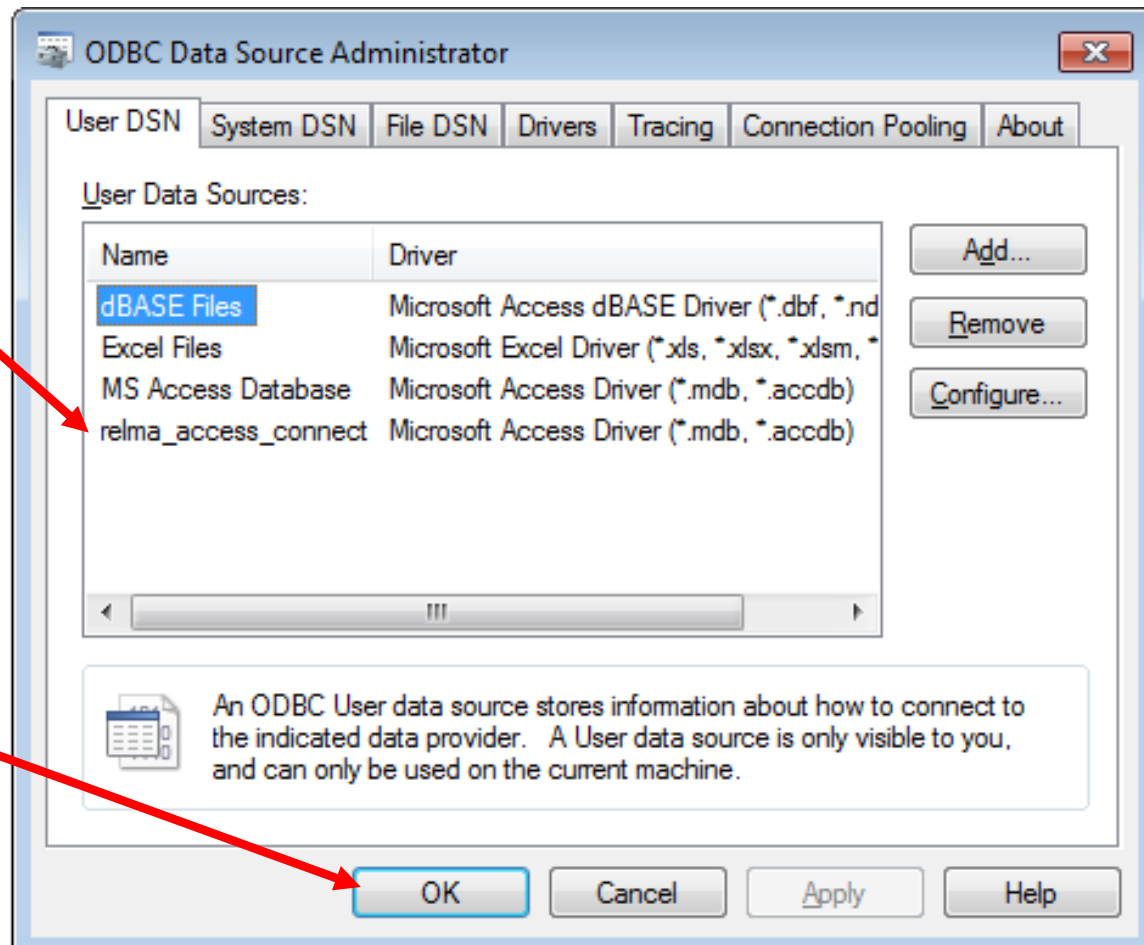 ODBC Data Source Administrator
User DSN System DSN File DSN Drivers Tracing Connection Pooling About
User Data Sources:
Name Driver
dBASE Files Microsoft Access dBASE Driver (*.dbf, *.nd
Excel Files Microsoft Excel Driver (*.xls, *.xlsx, *.xlsm, *
MS Access Database Microsoft Access Driver (*.mdb, *.accdb)
relma_access_connect Microsoft Access Driver (*.mdb, *.accdb)
Add...
Remove
Configure...
An ODBC User data source stores information about how to connect to
the indicated data provider. A User data source is only visible to you,
and can only be used on the current machine.
OK Cancel Apply Help